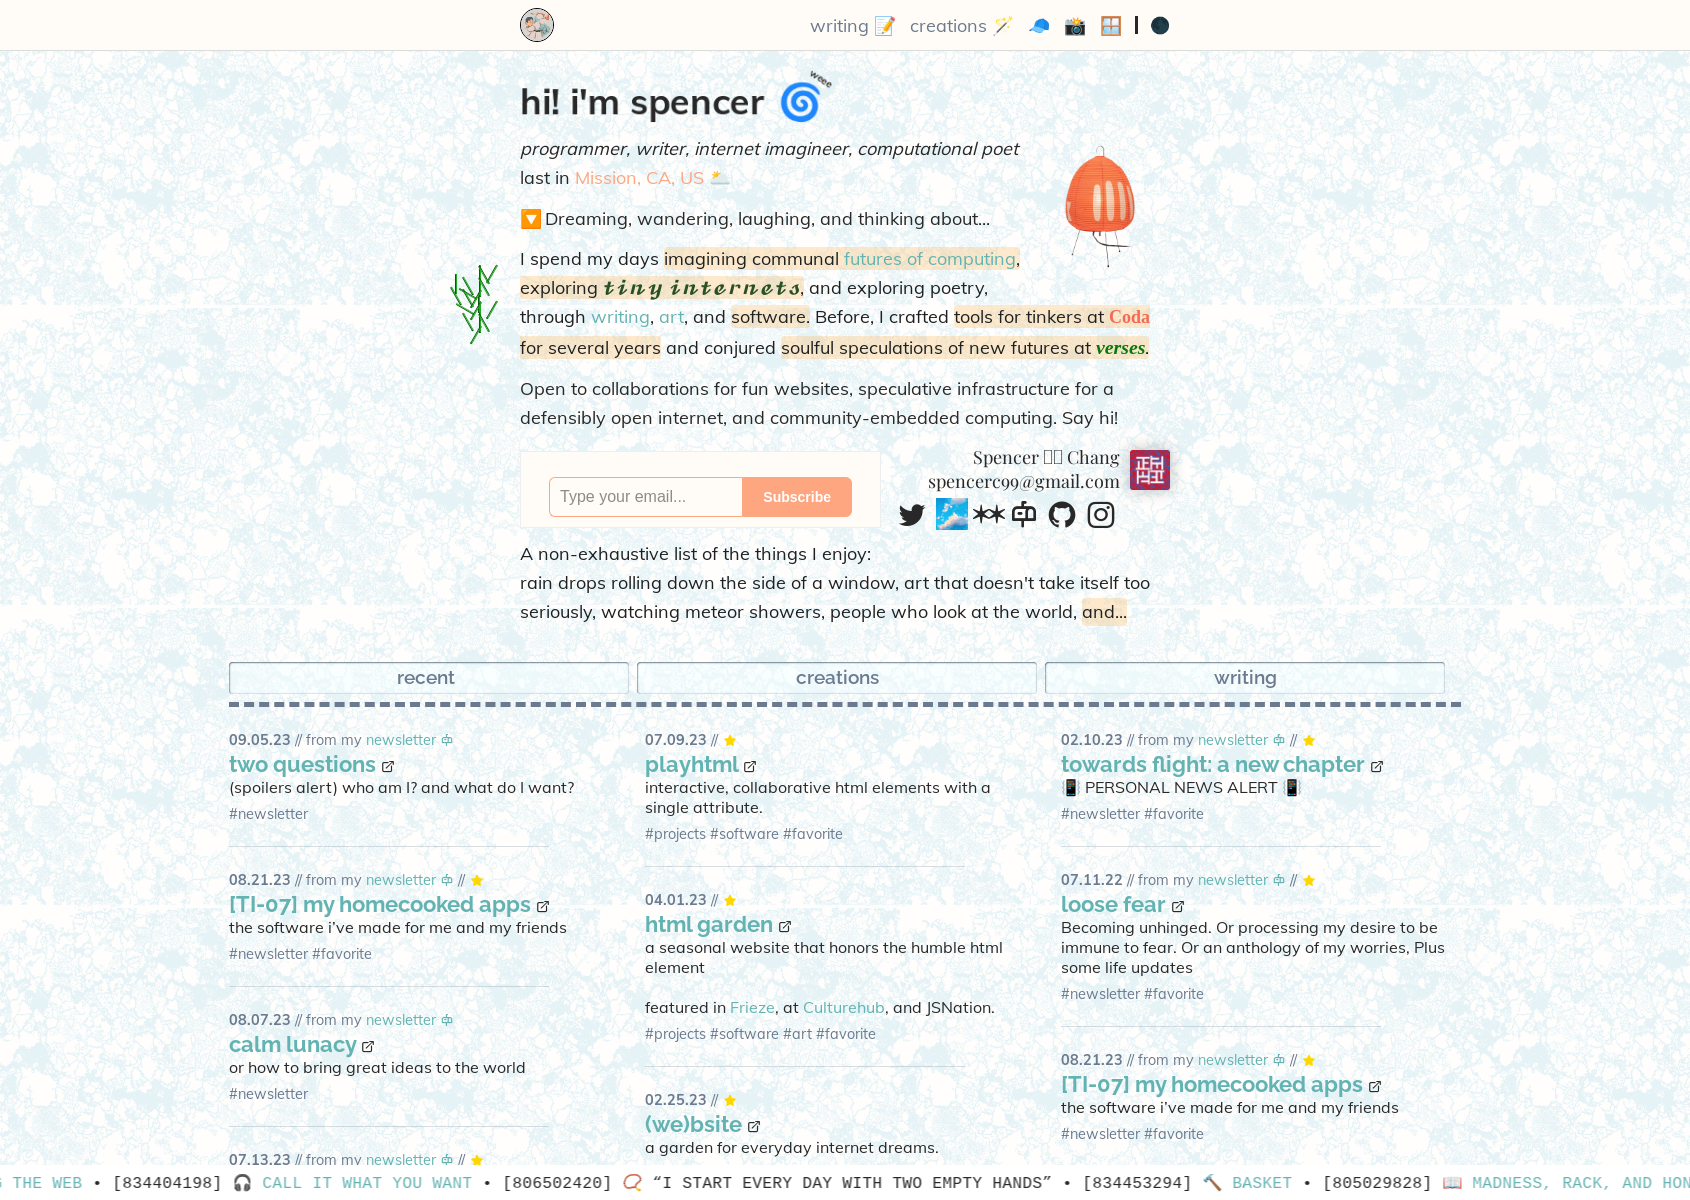 writing 📝 creations 🪄 🧢 📸 🪟 | 🌑
weee
hi! i'm spencer 🌀
programmer, writer, internet imagineer, computational poet
last in Mission, CA, US 🌥️
🔽 Dreaming, wandering, laughing, and thinking about...
I spend my days imagining communal futures of computing,
exploring tiny internets, and exploring poetry,
through writing, art, and software. Before, I crafted tools for tinkers at Coda
for several years and conjured soulful speculations of new futures at verses.
Open to collaborations for fun websites, speculative infrastructure for a
defensibly open internet, and community-embedded computing. Say hi!
Type your email...
Subscribe
Spencer Chang
spencerc99@gmail.com
A non-exhaustive list of the things I enjoy:
rain drops rolling down the side of a window, art that doesn't take itself too
seriously, watching meteor showers, people who look at the world, and...
recent
creations
writing
09.05.23 // from my newsletter
two questions
(spoilers alert) who am I? and what do I want?
#newsletter
08.21.23 // from my newsletter // ⭐
[TI-07] my homecooked apps
the software i've made for me and my friends
#newsletter #favorite
08.07.23 // from my newsletter
calm lunacy
or how to bring great ideas to the world
#newsletter
07.13.23 // from my newsletter // ⭐
07.09.23 // ⭐
playhtml
interactive, collaborative html elements with a
single attribute.
#projects #software #favorite
04.01.23 // ⭐
html garden
a seasonal website that honors the humble html
element
featured in Frieze, at Culturehub, and JSNation.
#projects #software #art #favorite
02.25.23 // ⭐
(we)bsite
a garden for everyday internet dreams.
02.10.23 // from my newsletter // ⭐
towards flight: a new chapter
📳 PERSONAL NEWS ALERT 📳
#newsletter #favorite
07.11.22 // from my newsletter // ⭐
loose fear
Becoming unhinged. Or processing my desire to be
immune to fear. Or an anthology of my worries, Plus
some life updates
#newsletter #favorite
08.21.23 // from my newsletter // ⭐
[TI-07] my homecooked apps
the software i've made for me and my friends
#newsletter #favorite
THE WEB • [834404198] 🎧 CALL IT WHAT YOU WANT • [806502420] 📿 “I START EVERY DAY WITH TWO EMPTY HANDS” • [834453294] 🔨 BASKET • [805029828] 📖 MADNESS, RACK, AND HON